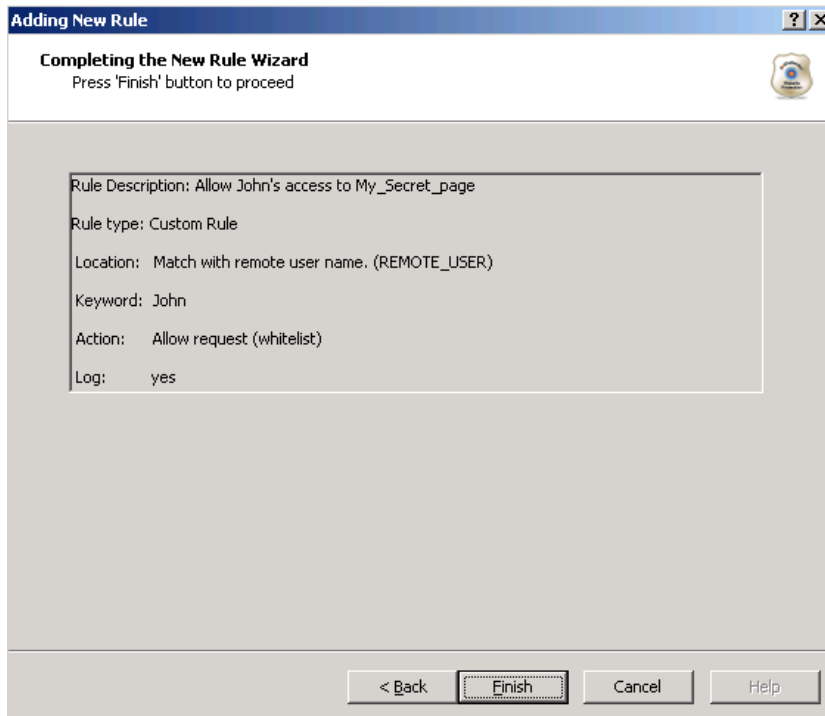 Adding New Rule
Completing the New Rule Wizard
Press 'Finish' button to proceed
Rule Description: Allow John's access to My_Secret_page
Rule type: Custom Rule
Location: Match with remote user name. (REMOTE_USER)
Keyword: John
Action: Allow request (whitelist)
Log: yes
< Back Finish Cancel Help